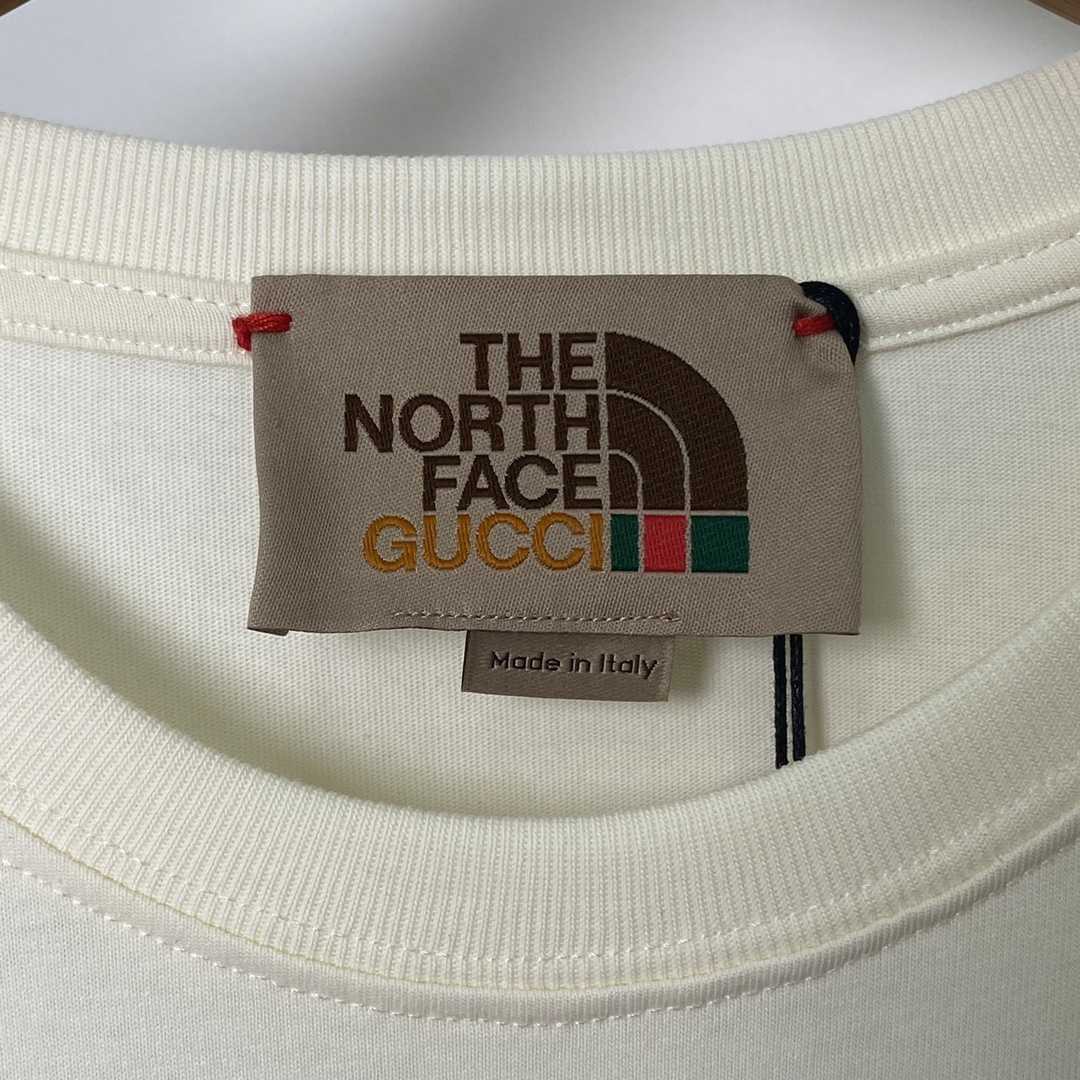 THE
NORTH
FACE
GUCCI
Made in Italy